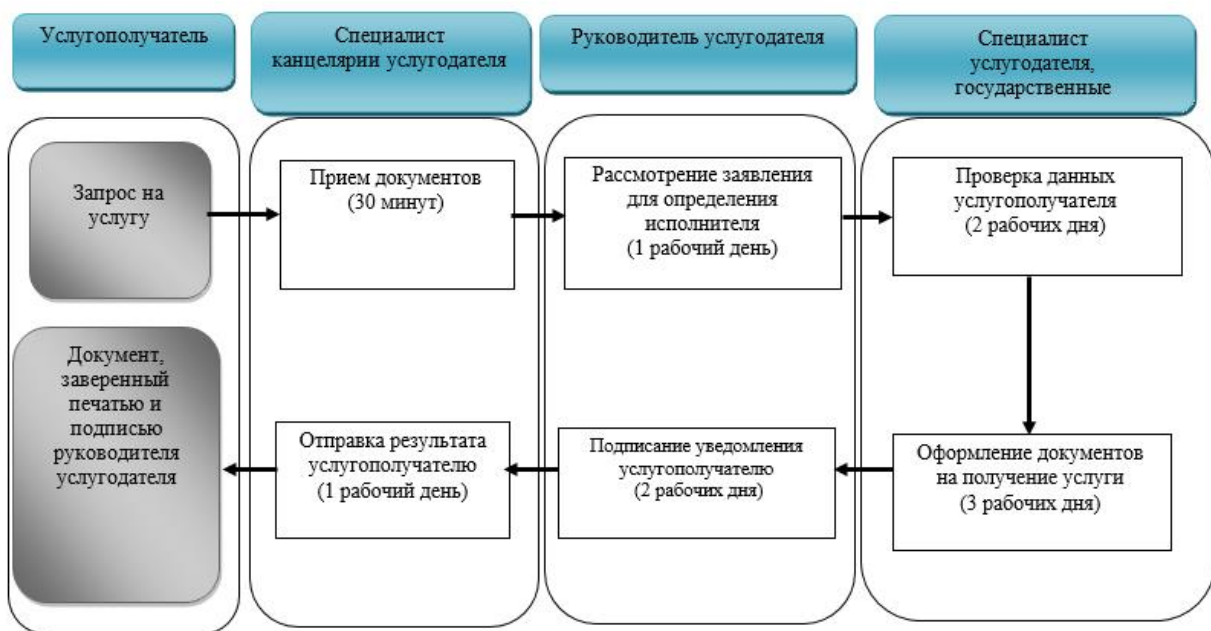 Услугополучатель
Специалист
канцелярии услугодателя
Руководитель услугодателя
Специалист
услугодателя,
государственные
Запрос на
услугу
Прием документов
(30 минут)
Рассмотрение заявления
для определения
исполнителя
(1 рабочий день)
Проверка данных
услугополучателя
(2 рабочих дня)
Документ,
заверенный
печатью и
подписью
руководителя
услугодателя
Отправка результата
услугополучателю
(1 рабочий день)
Подписание уведомления
услугополучателю
(2 рабочих дня)
Оформление документов
на получение услуги
(3 рабочих дня)